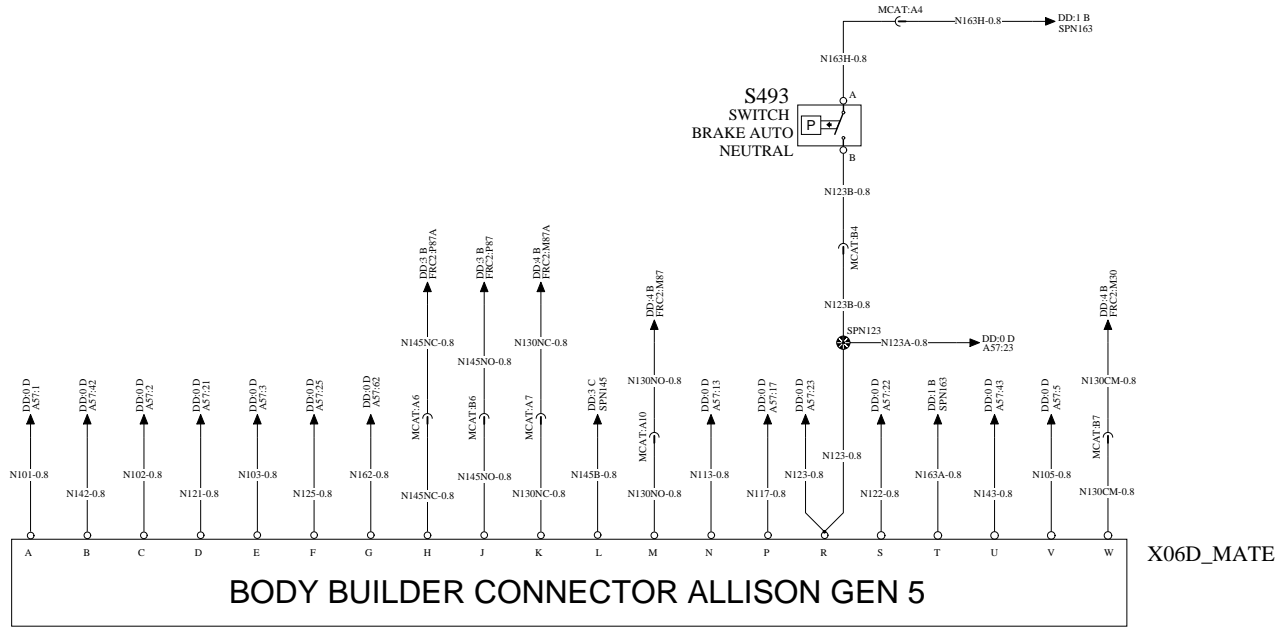 MCAT:A4
N163H-0.8
DD:1 B
SPN163
N163H-0.8
S493
SWITCH
BRAKE AUTO
NEUTRAL
A
P
B
N123B-0.8
MCAT:B4
N123B-0.8
SPN123
N123A-0.8
DD:0 D
A57:23
DD:3 B
FRC2:P87A
DD:3 B
FRC2:P87
DD:4 B
FRC2:M87A
DD:4 B
FRC2:M87
DD:4 B
FRC2:M30
N145NC-0.8
N145NO-0.8
N130NC-0.8
N130NO-0.8
N130CM-0.8
DD:0 D
A57:1
DD:0 D
A57:42
DD:0 D
A57:2
DD:0 D
A57:21
DD:0 D
A57:3
DD:0 D
A57:25
DD:0 D
A57:62
MCAT:A6
MCAT:B6
MCAT:A7
DD:3 C
SPN145
MCAT:A10
DD:0 D
A57:13
DD:0 D
A57:17
DD:0 D
A57:23
DD:0 D
A57:22
DD:1 B
SPN163
DD:0 D
A57:43
DD:0 D
A57:5
MCAT:B7
N101-0.8
N142-0.8
N102-0.8
N121-0.8
N103-0.8
N125-0.8
N162-0.8
N145NC-0.8
N145NO-0.8
N130NC-0.8
N145B-0.8
N130NO-0.8
N113-0.8
N117-0.8
N123-0.8
N123-0.8
N122-0.8
N163A-0.8
N143-0.8
N105-0.8
N130CM-0.8
A B C D E F G H J K L M N P R S T U V W
X06D_MATE
BODY BUILDER CONNECTOR ALLISON GEN 5